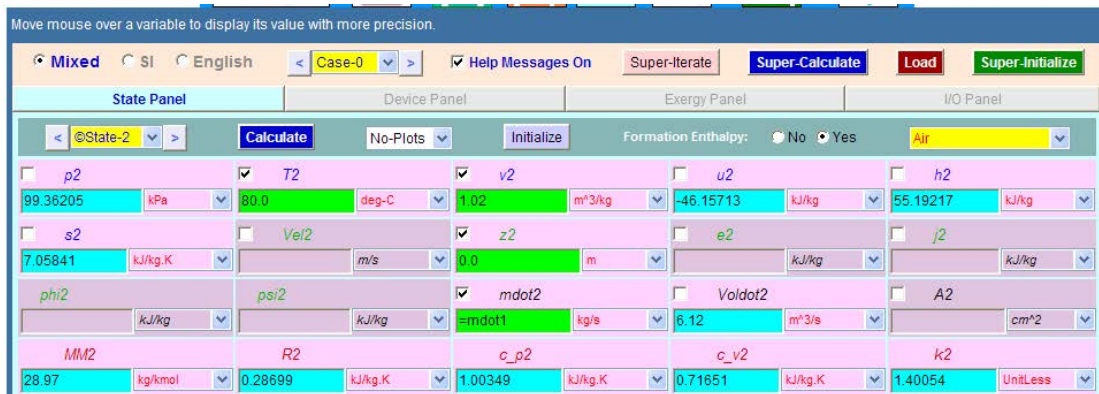 Move mouse over a variable to display its value with more precision.
Mixed SI English < Case-0 > Help Messages On Super-Iterate Super-Calculate Load Super-Initialize
State Panel Device Panel Exergy Panel I/O Panel
< ©State-2 > Calculate No-Plots Initialize Formation Enthalpy: No Yes Air
p2 T2 v2 u2 h2
99.36205 kPa 80.0 deg-C 1.02 m^3/kg -46.15713 kJ/kg 55.19217 kJ/kg
s2 Vel2 z2 e2 j2
7.05841 kJ/kg.K m/s 0.0 m kJ/kg kJ/kg
phi2 psi2 mdot2 Voldot2 A2
kJ/kg kJ/kg =mdot1 kg/s 6.12 m^3/s cm^2
MM2 R2 c_p2 c_v2 k2
28.97 kg/kmol 0.28699 kJ/kg.K 1.00349 kJ/kg.K 0.71651 kJ/kg.K 1.40054 UnitLess